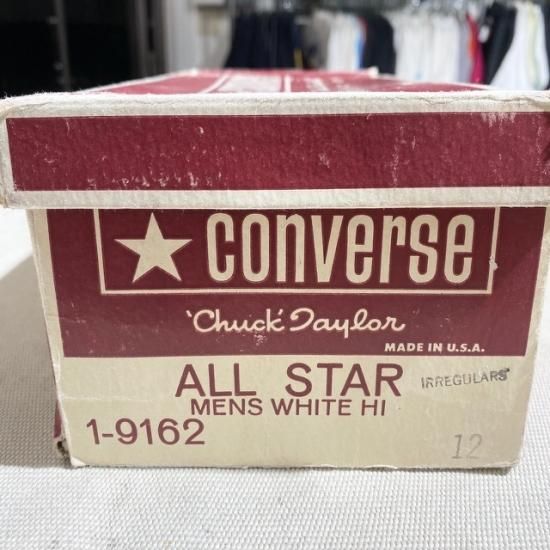 CONVERSE
'Chuck' Taylor
MADE IN U.S.A.
ALL STAR IRREGULARS
MENS WHITE HI
1-9162
12